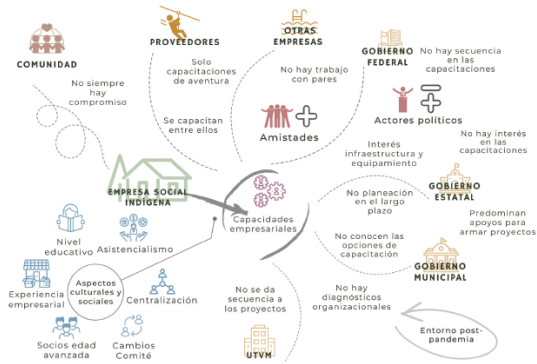 COMUNIDAD
No siempre
hay
compromiso
PROVEEDORES
Solo
capacitaciones
de aventura
Se capacitan
entre ellos
OTRAS
EMPRESAS
No hay trabajo
con pares
Amistades
GOBIERNO
FEDERAL
No hay secuencia
en las
capacitaciones
Actores políticos
Interés
infraestructura y
equipamiento
No hay interés
en las
capacitaciones
GOBIERNO
ESTATAL
No planeación
en el largo
plazo
Predominan
apoyos para
armar proyectos
No conocen las
opciones de
capacitación
GOBIERNO
MUNICIPAL
EMPRESA SOCIAL
INDÍGENA
Capacidades
empresariales
Nivel
educativo
Asistencialismo
Experiencia
empresarial
Aspectos
culturales y
sociales
Centralización
Socios edad
avanzada
Cambios
Comité
No se da
secuencia a
los proyectos
UTVM
No hay
diagnósticos
organizacionales
Entorno post-
pandemia